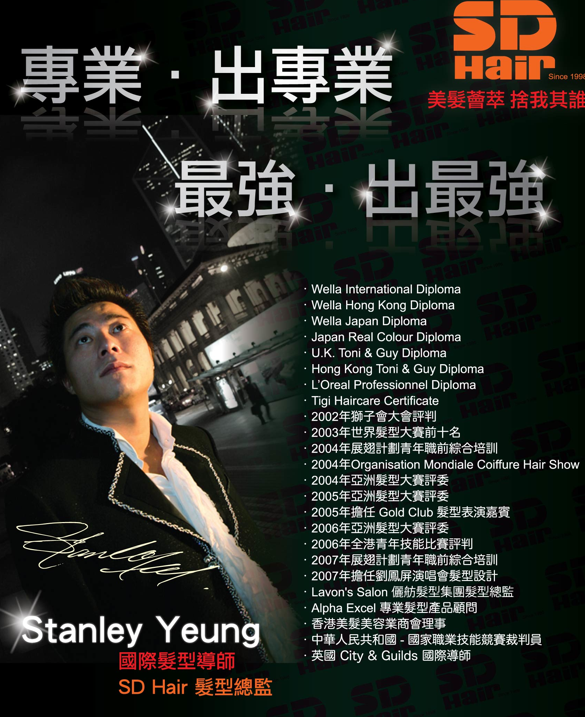 SD
Hair
Since 1998
美髮薈萃 捨我其誰
專業·出專業
最強·出最強
· Wella International Diploma
· Wella Hong Kong Diploma
· Wella Japan Diploma
· Japan Real Colour Diploma
· U.K. Toni & Guy Diploma
· Hong Kong Toni & Guy Diploma
· L'Oreal Professionnel Diploma
· Tigi Haircare Certificate
· 2002年獅子會大會評判
· 2003年世界髮型大賽前十名
· 2004年展翅計劃青年職前綜合培訓
· 2004年Organisation Mondiale Coiffure Hair Show
· 2004年亞洲髮型大賽評委
· 2005年亞洲髮型大賽評委
· 2005年擔任 Gold Club 髮型表演嘉賓
· 2006年亞洲髮型大賽評委
· 2006年全港青年技能比賽評判
· 2007年展翅計劃青年職前綜合培訓
· 2007年擔任劉鳳屏演唱會髮型設計
· Lavon's Salon 儷舫髮型集團髮型總監
· Alpha Excel 專業髮型產品顧問
· 香港美髮美容業商會理事
· 中華人民共和國 - 國家職業技能競賽裁判員
· 英國 City & Guilds 國際導師
Stanley Yeung
國際髮型導師
SD Hair 髮型總監